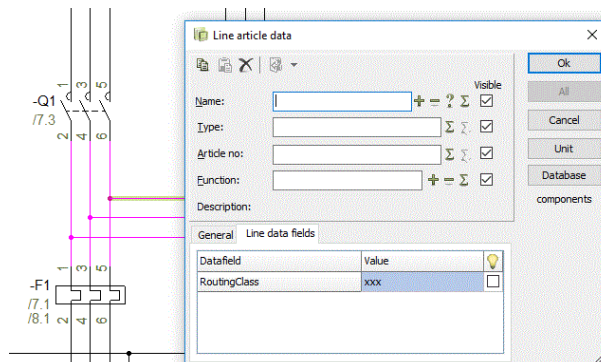 Line article data
Visible
Name:
Type:
Article no:
Function:
Description:
Ok
All
Cancel
Unit
Database
components
General
Line data fields
Datafield
Value
RoutingClass
xxx
1 3 5
-Q1
/7.3
2 4 6
1 3 5
-F1
/7.1
/8.1
2 4 6